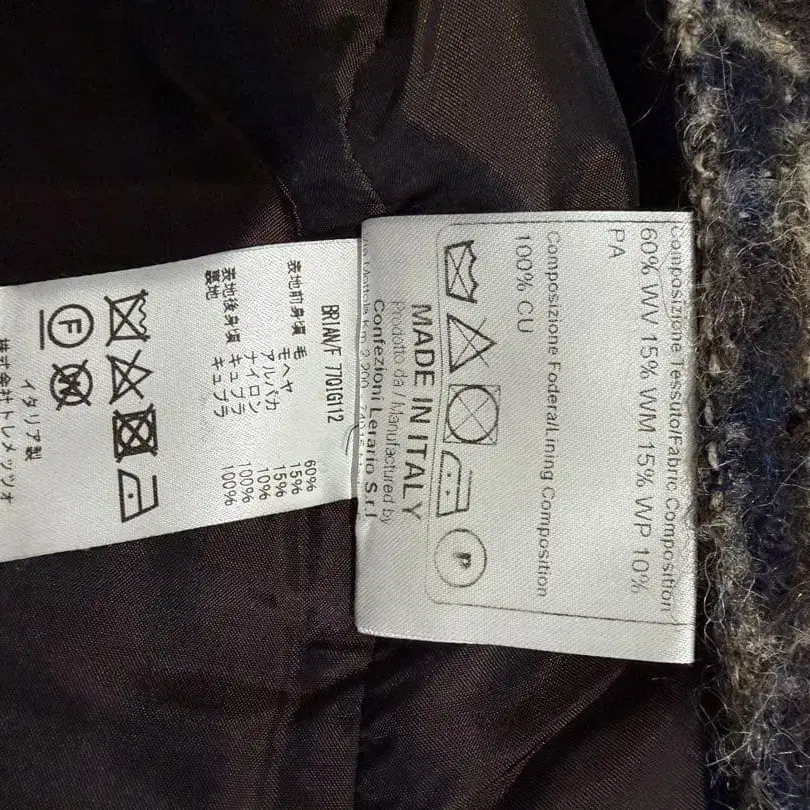 Composizione Tessuto/Fabric Composition
60% WV 15% WM 15% WP 10%
PA
Composizione Fodera/Lining Composition
100% CU
P
MADE IN ITALY
Prodotto da / Manufactured by
Confezioni Lerario S.r.l
BRIAN/F 77Q1G112
表地前身頃 毛 60%
モヘヤ 15%
アルパカ 15%
ナイロン 10%
表地後身頃 キュプラ 100%
裏地 キュプラ 100%
F
W
イタリア製
株式会社トレメッツォ